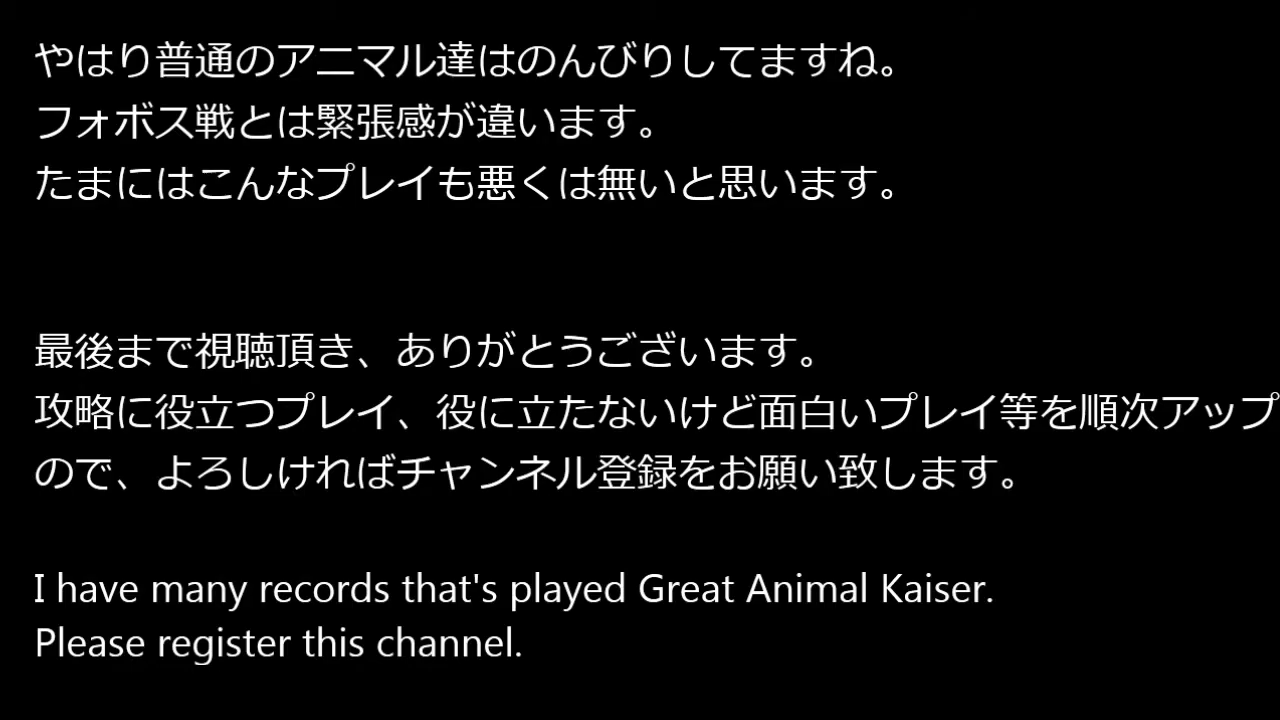 やはり普通のアニマル達はのんびりしてますね。
フォボス戦とは緊張感が違います。
たまにはこんなプレイも悪くは無いと思います。
最後まで視聴頂き、ありがとうございます。
攻略に役立つプレイ、役に立たないけど面白いプレイ等を順次アップ
ので、よろしければチャンネル登録をお願い致します。
I have many records that's played Great Animal Kaiser.
Please register this channel.